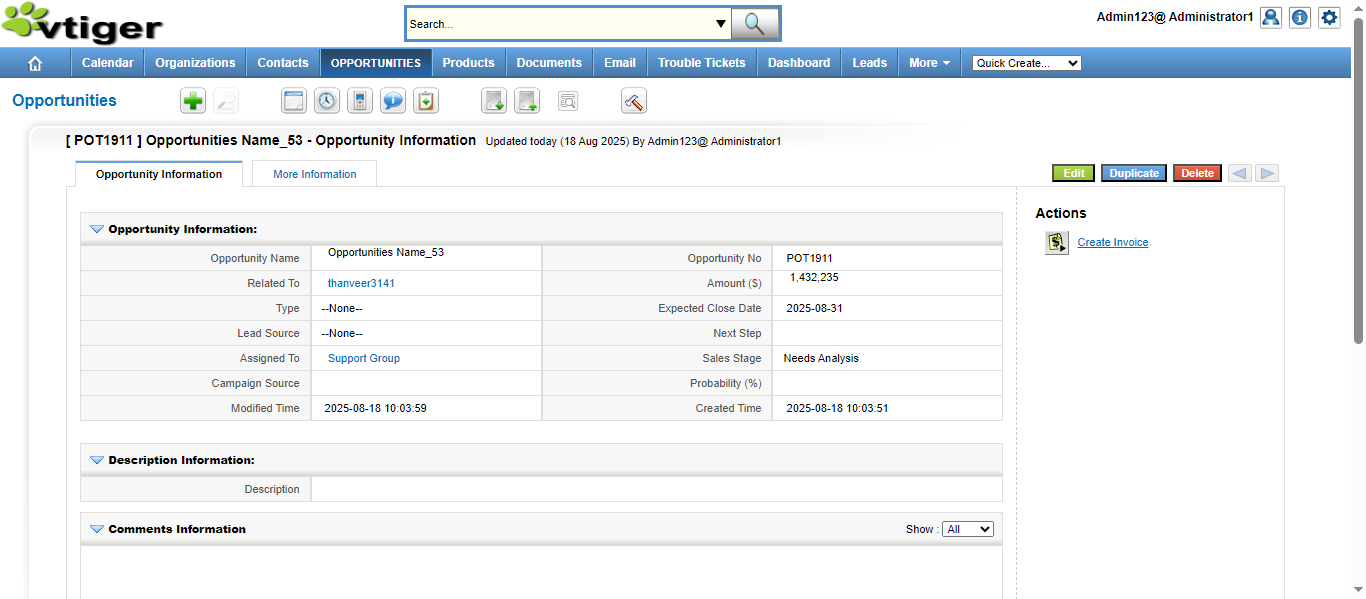 vtiger
Search...
Admin123@ Administrator1
Calendar Organizations Contacts OPPORTUNITIES Products Documents Email Trouble Tickets Dashboard Leads More Quick Create...
Opportunities
[ POT1911 ] Opportunities Name_53 - Opportunity Information Updated today (18 Aug 2025) By Admin123@ Administrator1
Opportunity Information More Information Edit Duplicate Delete
Actions
Create Invoice
Opportunity Information:
Opportunity Name Opportunities Name_53 Opportunity No POT1911
Related To thanveer3141 Amount ($) 1,432,235
Type --None-- Expected Close Date 2025-08-31
Lead Source --None-- Next Step
Assigned To Support Group Sales Stage Needs Analysis
Campaign Source Probability (%)
Modified Time 2025-08-18 10:03:59 Created Time 2025-08-18 10:03:51
Description Information:
Description
Comments Information Show : All